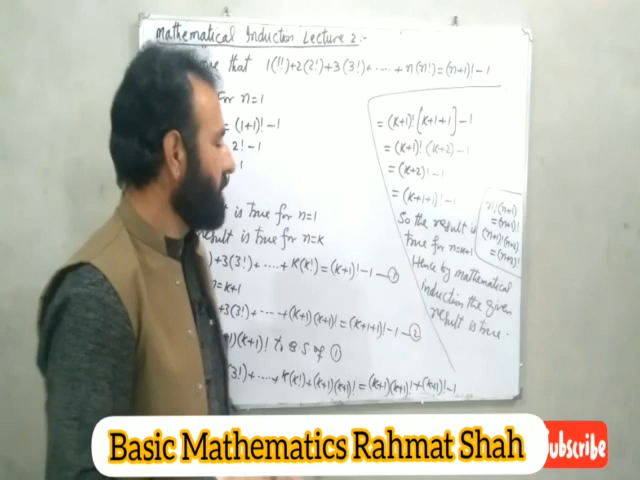 Mathematical Induction Lecture 2:-
that 1(1!)+2(2!)+3(3!)+.....+n(n!)=(n+1)!-1
For n=1
=(1+1)!-1
2!-1
1
t is true for n=1
result is true for n=k
)+3(3!)+.....+k(k!)=(k+1)!-1-①
n=k+1
+3(3!)+.....+(k+1)(k+1)!=(k+1+1)!-1-②
)(k+1)! to B.S of ①
(3!)+.....+k(k!)+(k+1)(k+1)!=(k+1)(k+1)!+(k+1)!-1
=(k+1)![k+1+1]-1
=(k+1)!(k+2)-1
=(k+2)!-1
=(k+1+1)!-1
So the result is
true for n=k+1
Hence by mathematical
Induction the given
result is true.
n!(n+1)
=(n+1)!
Basic Mathematics Rahmat Shah
Subscribe